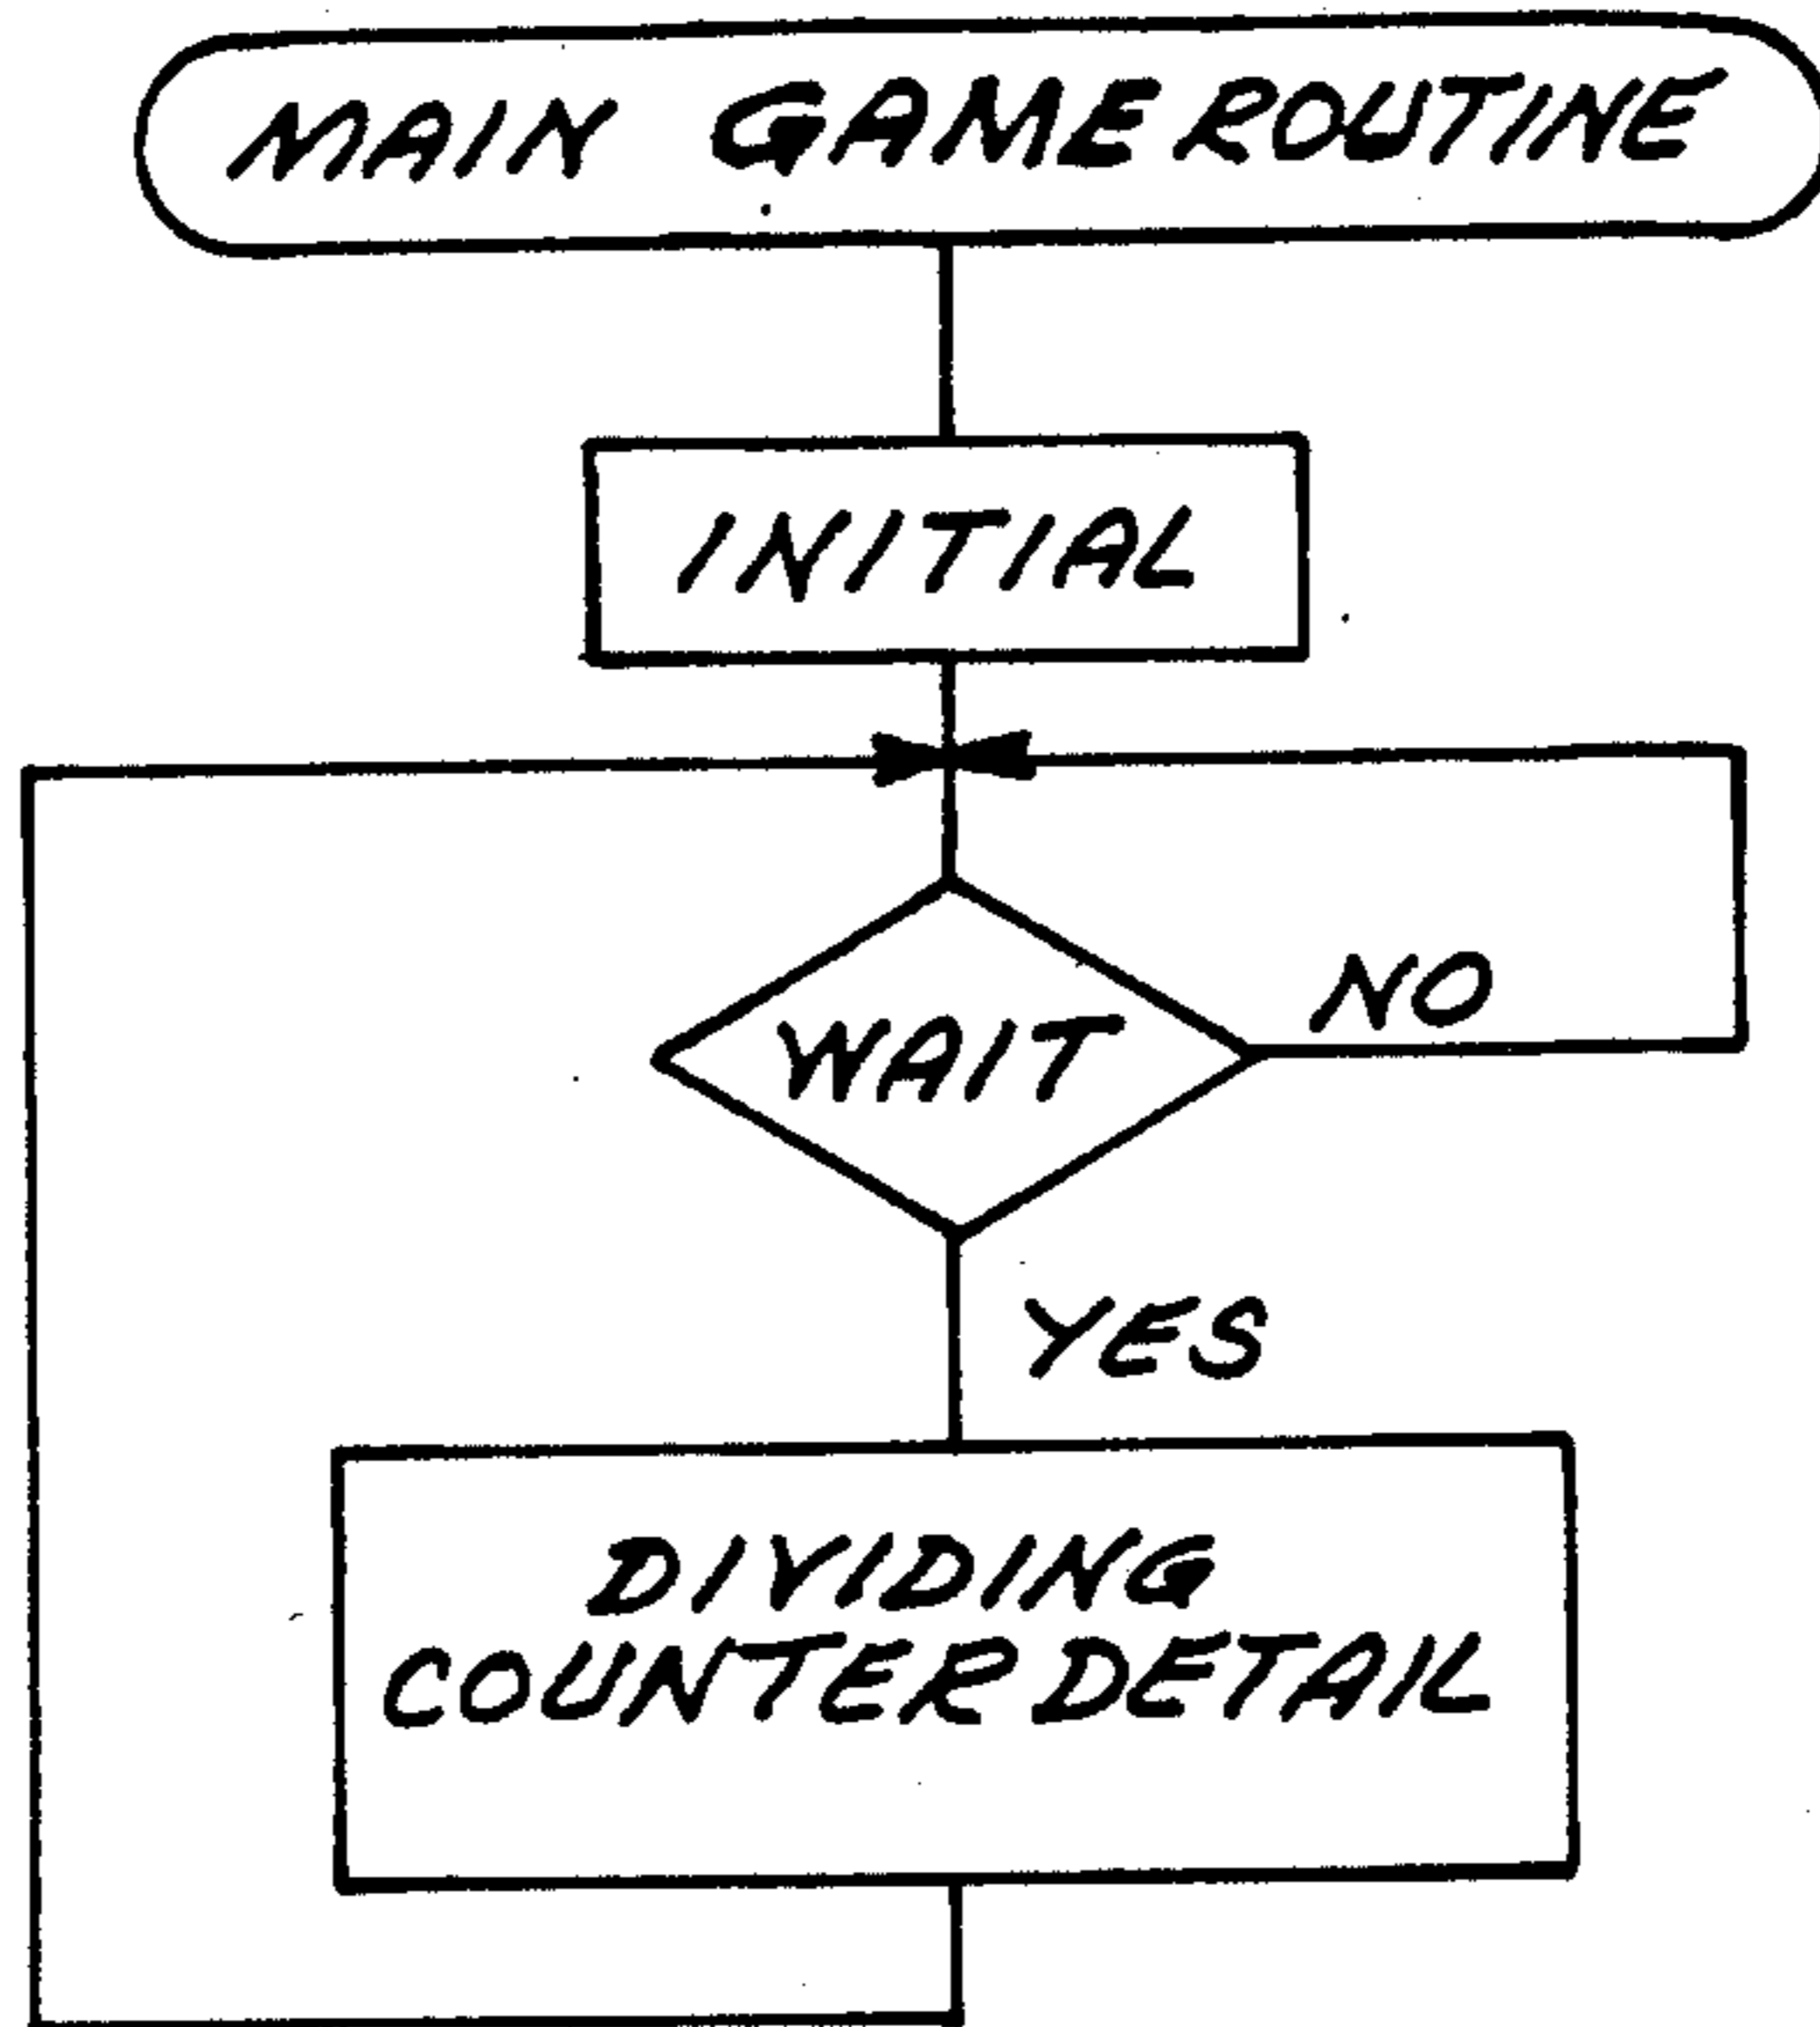 MAIN GAME ROUTINE
INITIAL
WAIT
NO
YES
DIVIDING
COUNTER DETAIL